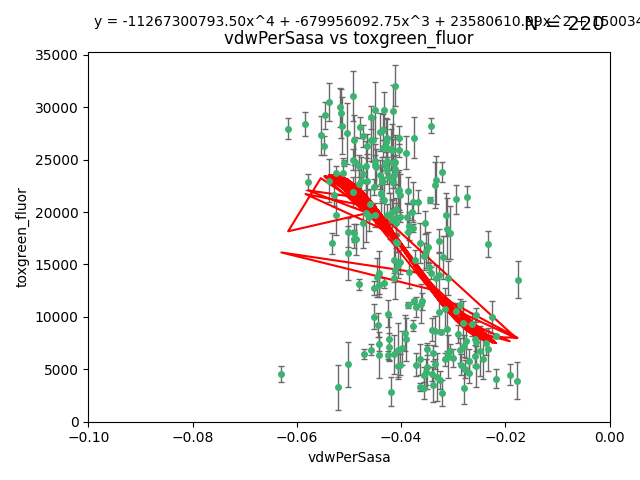 y = -11267300793.50x^4 + -679956092.75x^3 + 23580610.
N = 220
vdwPerSasa vs toxgreen_fluor
35000
30000
25000
20000
15000
10000
5000
0
toxgreen_fluor
−0.10
−0.08
−0.06
−0.04
−0.02
0.00
vdwPerSasa